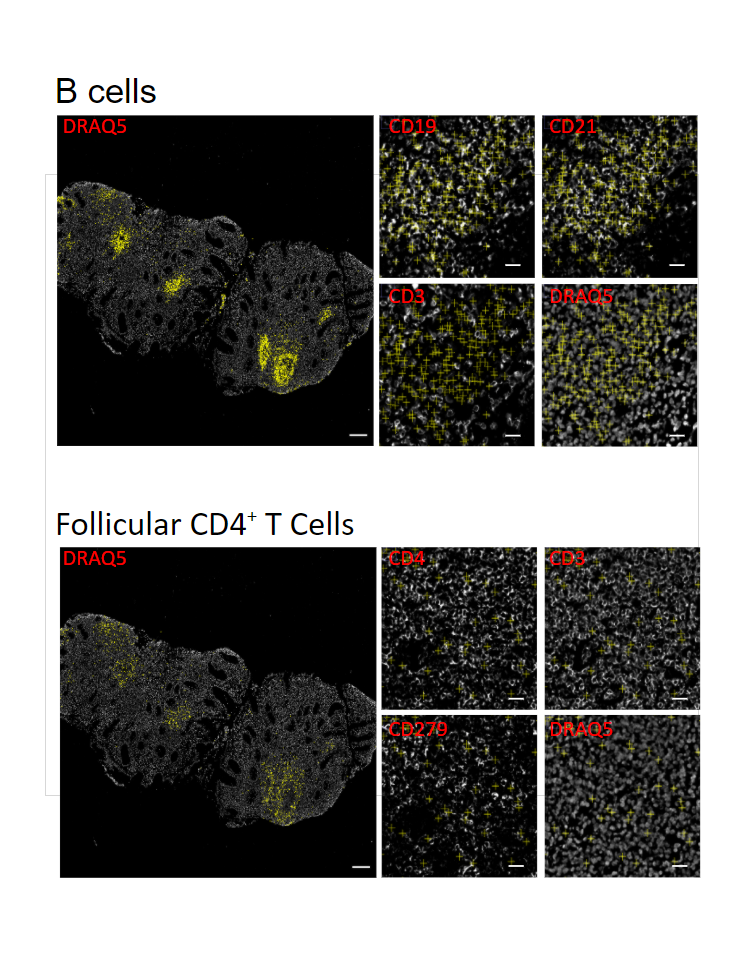 B cells
DRAQ5
CD19
CD21
CD3
DRAQ5
Follicular CD4⁺ T Cells
DRAQ5
CD4
CD3
CD279
DRAQ5